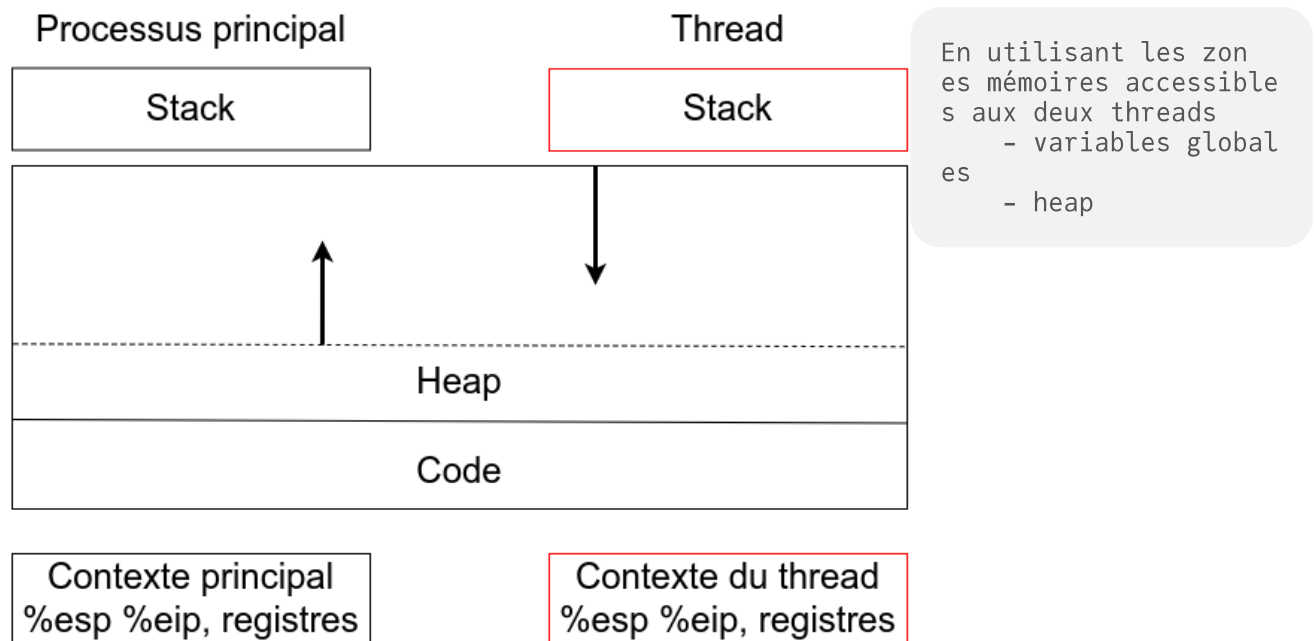 Processus principal
Thread
Stack
Stack
En utilisant les zon
es mémoires accessible
s aux deux threads
- variables global
es
- heap
Heap
Code
Contexte principal
%esp %eip, registres
Contexte du thread
%esp %eip, registres